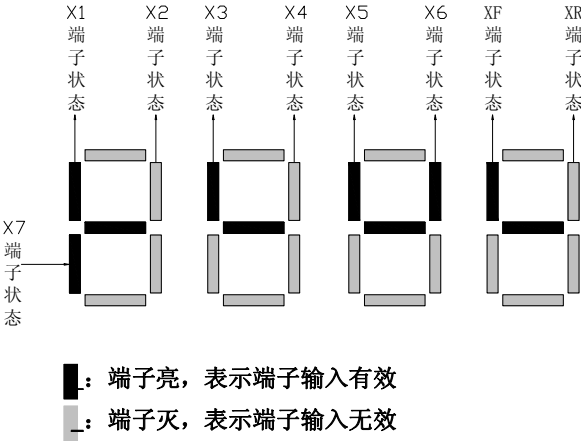 X1 端子状态
X2 端子状态
X3 端子状态
X4 端子状态
X5 端子状态
X6 端子状态
XF 端子状态
XR 端子状态
X7 端子状态
：端子亮，表示端子输入有效
：端子灭，表示端子输入无效